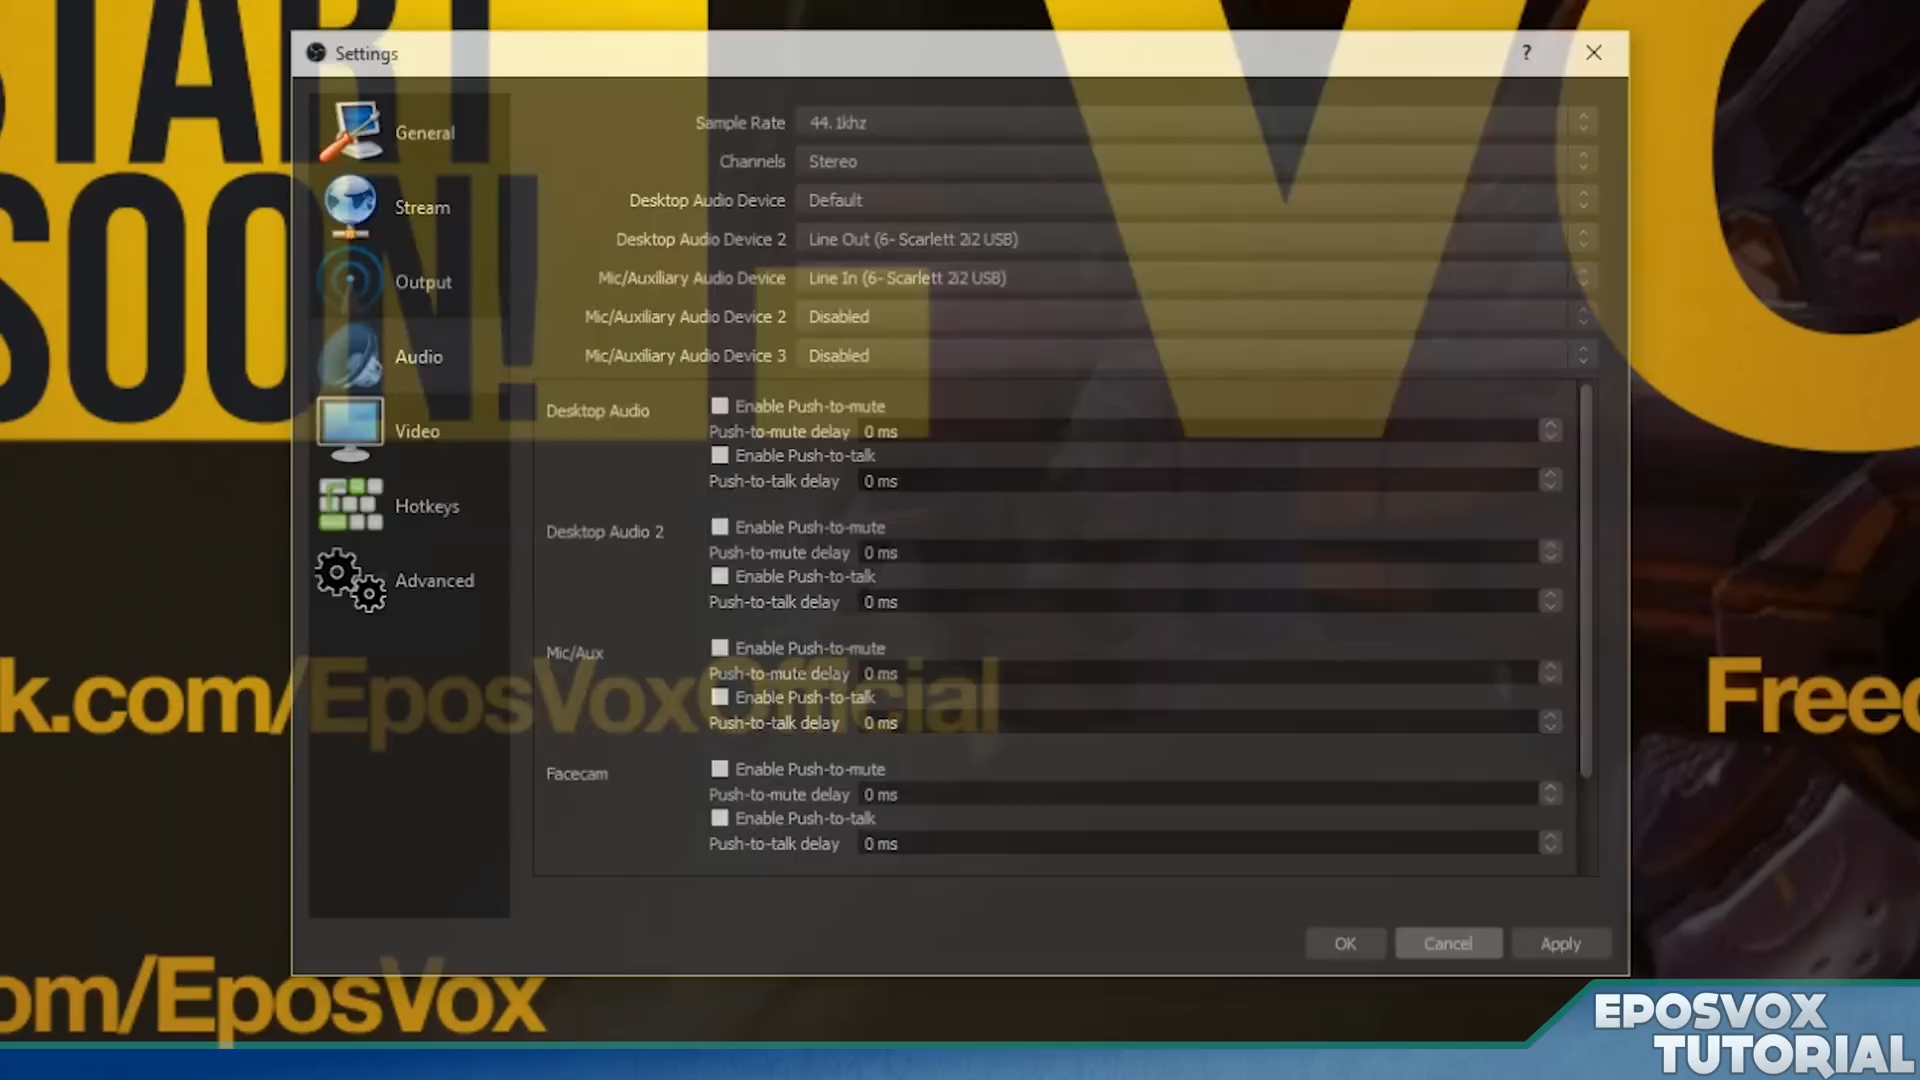 START
SOON!
Settings
?
General
Stream
Output
Audio
Video
Hotkeys
Advanced
Sample Rate 44.1khz
Channels Stereo
Desktop Audio Device Default
Desktop Audio Device 2 Line Out (6- Scarlett 2i2 USB)
Mic/Auxiliary Audio Device Line In (6- Scarlett 2i2 USB)
Mic/Auxiliary Audio Device 2 Disabled
Mic/Auxiliary Audio Device 3 Disabled
Desktop Audio
Enable Push-to-mute
Push-to-mute delay 0 ms
Enable Push-to-talk
Push-to-talk delay 0 ms
Desktop Audio 2
Enable Push-to-mute
Push-to-mute delay 0 ms
Enable Push-to-talk
Push-to-talk delay 0 ms
Mic/Aux
Enable Push-to-mute
Push-to-mute delay 0 ms
Enable Push-to-talk
Push-to-talk delay 0 ms
Facecam
Enable Push-to-mute
Push-to-mute delay 0 ms
Enable Push-to-talk
Push-to-talk delay 0 ms
OK Cancel Apply
k.com/EposVoxOfficial
om/EposVox
EPOSVOX
TUTORIAL